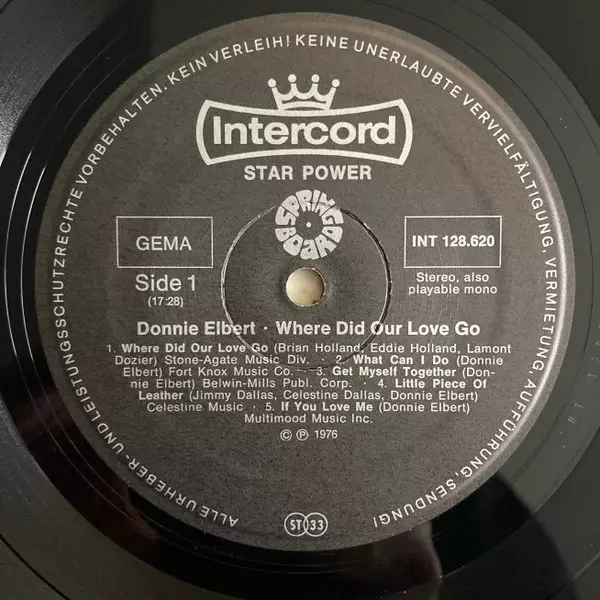 ALLE URHEBER- UND LEISTUNGSSCHUTZRECHTE VORBEHALTEN. KEIN VERLEIH! KEINE UNERLAUBTE VERVIELFÄLTIGUNG, VERMIETUNG, AUFFÜHRUNG, SENDUNG!
Intercord
STAR POWER
SPRING
BOARD
GEMA
INT 128.620
Side 1
(17:28)
Stereo, also
playable mono
Donnie Elbert · Where Did Our Love Go
1. Where Did Our Love Go (Brian Holland, Eddie Holland, Lamont
Dozier) Stone-Agate Music Div. · 2. What Can I Do (Donnie
Elbert) Fort Knox Music Co. · 3. Get Myself Together (Don-
nie Elbert) Belwin-Mills Publ. Corp. · 4. Little Piece Of
Leather (Jimmy Dallas, Celestine Dallas, Donnie Elbert)
Celestine Music · 5. If You Love Me (Donnie Elbert)
Multimood Music Inc.
© ℗ 1976
ST 33